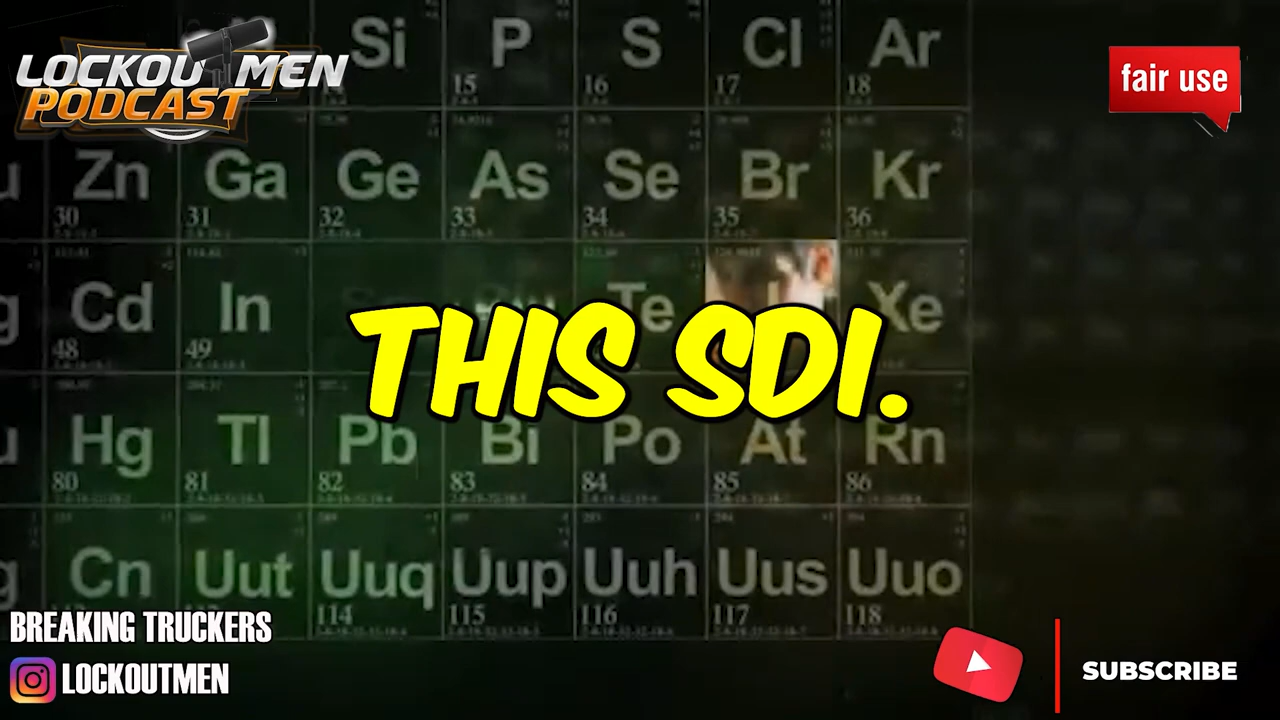 LOCKOUTMEN
PODCAST
fair use
Si P S Cl Ar
15 16 17 18
Zn Ga Ge As Se Br Kr
30 31 32 33 34 35 36
Cd In Te I Xe
48 49
THIS SDI.
Hg Tl Pb Bi Po At Rn
80 81 82 83 84 85 86
Cn Uut Uuq Uup Uuh Uus Uuo
114 115 116 117 118
BREAKING TRUCKERS
LOCKOUTMEN
SUBSCRIBE